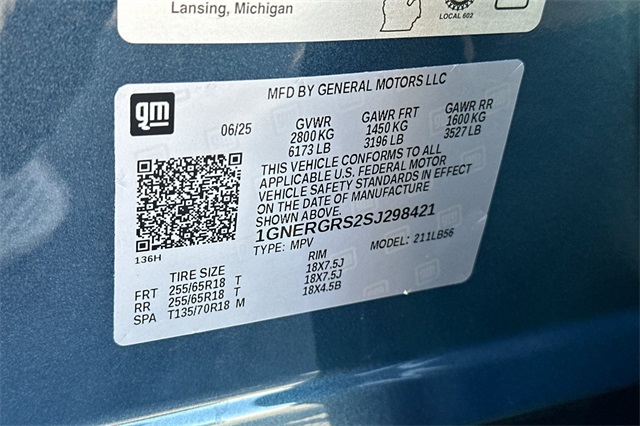 Lansing, Michigan
LOCAL 602
gm
MFD BY GENERAL MOTORS LLC
06/25
GVWR GAWR FRT GAWR RR
2800 KG 1450 KG 1600 KG
6173 LB 3196 LB 3527 LB
THIS VEHICLE CONFORMS TO ALL
APPLICABLE U.S. FEDERAL MOTOR
VEHICLE SAFETY STANDARDS IN EFFECT
ON THE DATE OF MANUFACTURE
SHOWN ABOVE.
1GNERGRS2SJ298421
136H
TYPE: MPV MODEL: 211LB56
TIRE SIZE RIM
FRT 255/65R18 T 18X7.5J
RR 255/65R18 T 18X7.5J
SPA T135/70R18 M 18X4.5B